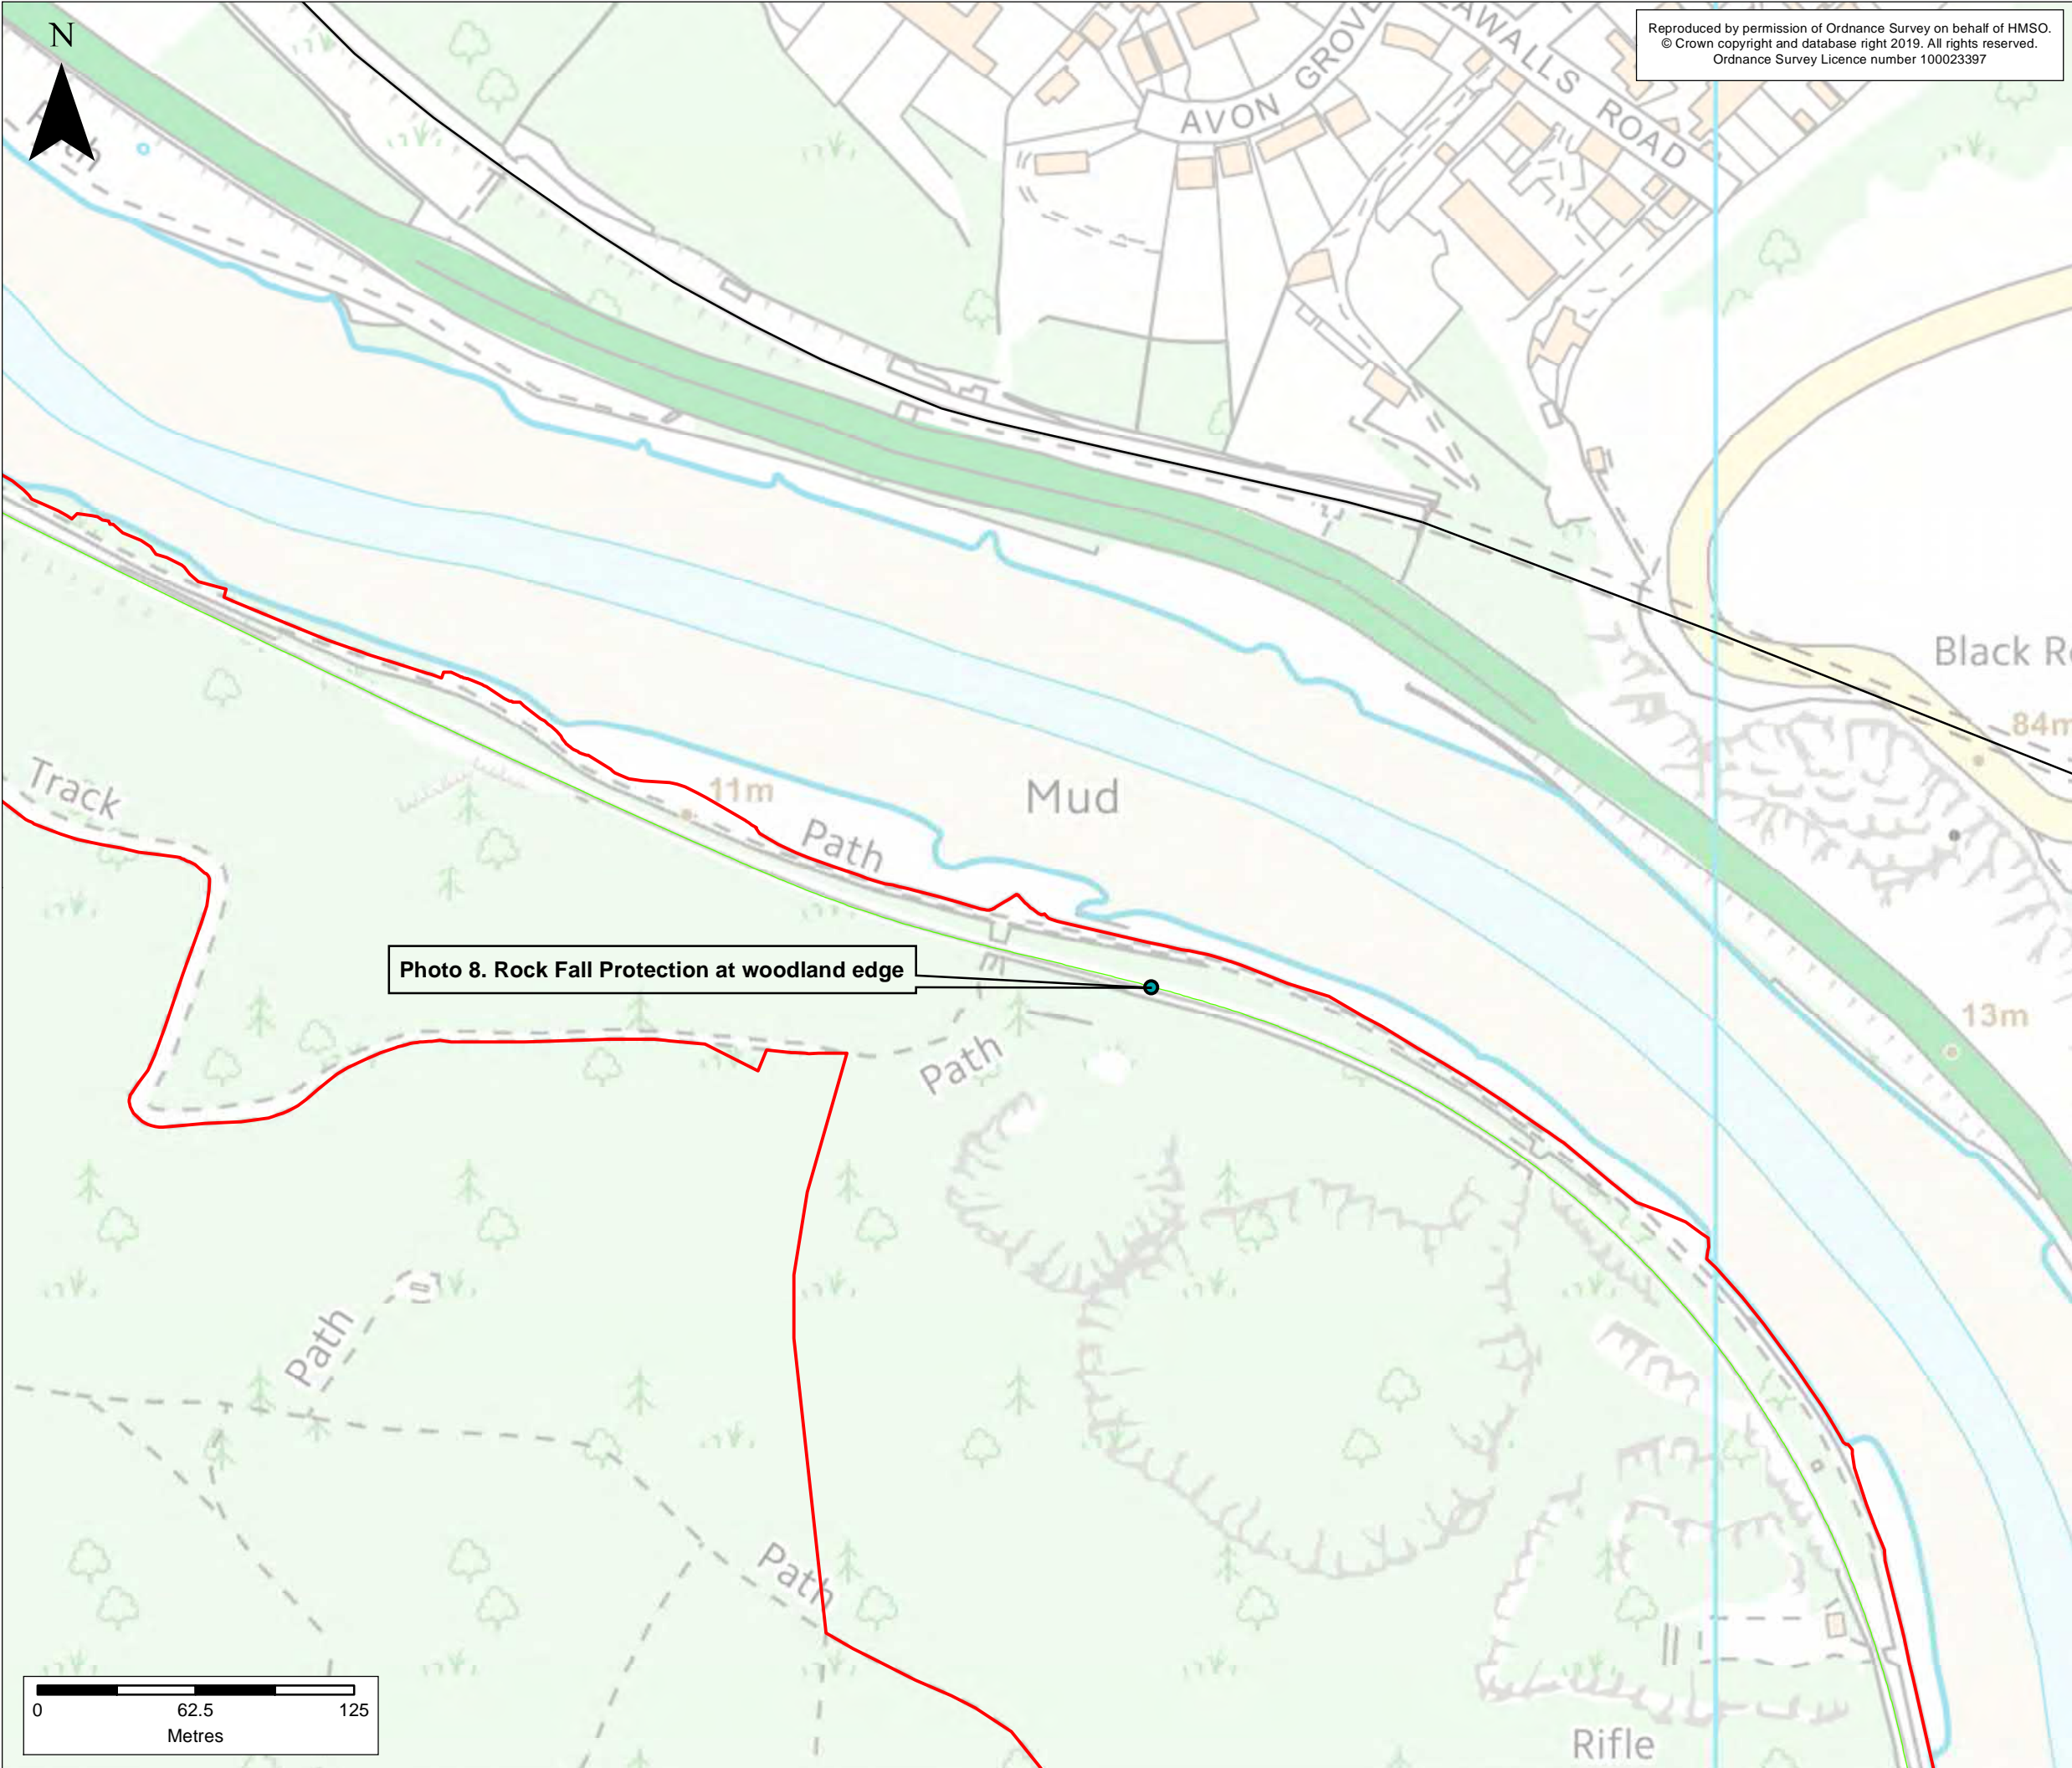 N
Reproduced by permission of Ordnance Survey on behalf of HMSO.
© Crown copyright and database right 2019. All rights reserved.
Ordnance Survey Licence number 100023397
AVON GROVE
ROAD
Black
84m
Track
11m
Mud
Path
Photo 8. Rock Fall Protection at woodland edge
13m
Path
Path
Path
0 62.5 125
Metres
Rifle